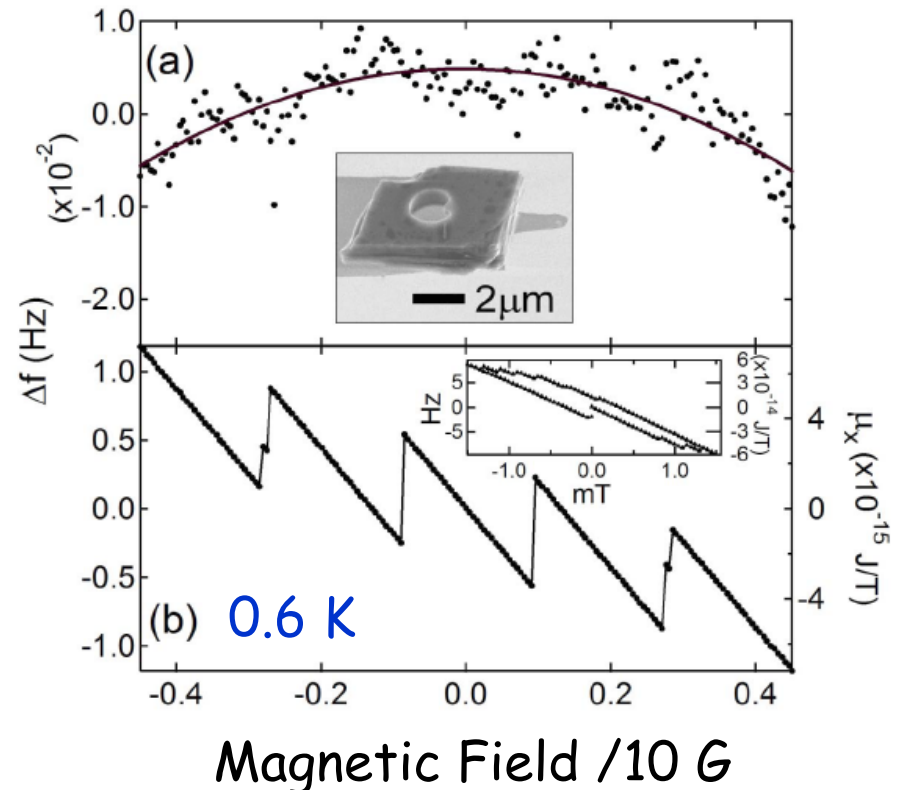 (a)
1.0
0.0
-1.0
-2.0
(x10⁻²)
2μm
Δf (Hz)
1.0
0.5
0.0
-0.5
-1.0
(b) 0.6 K
Hz
5
0
-5
6
3
0
-3
-6
(x10⁻¹⁴ J/T)
-1.0 0.0 1.0
mT
4
0
-4
μₓ (x10⁻¹⁵ J/T)
-0.4 -0.2 0.0 0.2 0.4
Magnetic Field /10 G